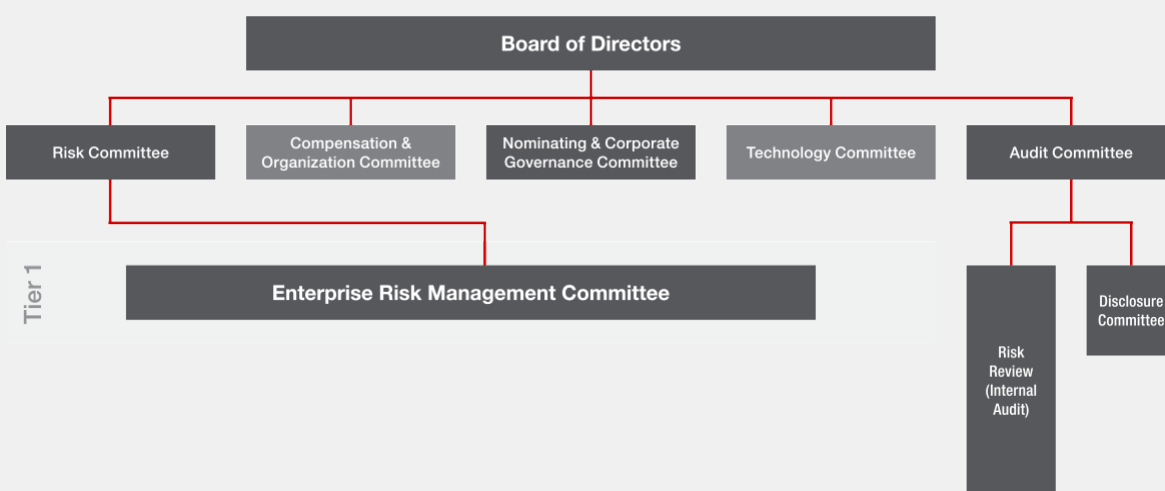 Board of Directors
Risk Committee
Compensation &
Organization Committee
Nominating & Corporate
Governance Committee
Technology Committee
Audit Committee
Tier 1
Enterprise Risk Management Committee
Risk
Review
(Internal
Audit)
Disclosure
Committee